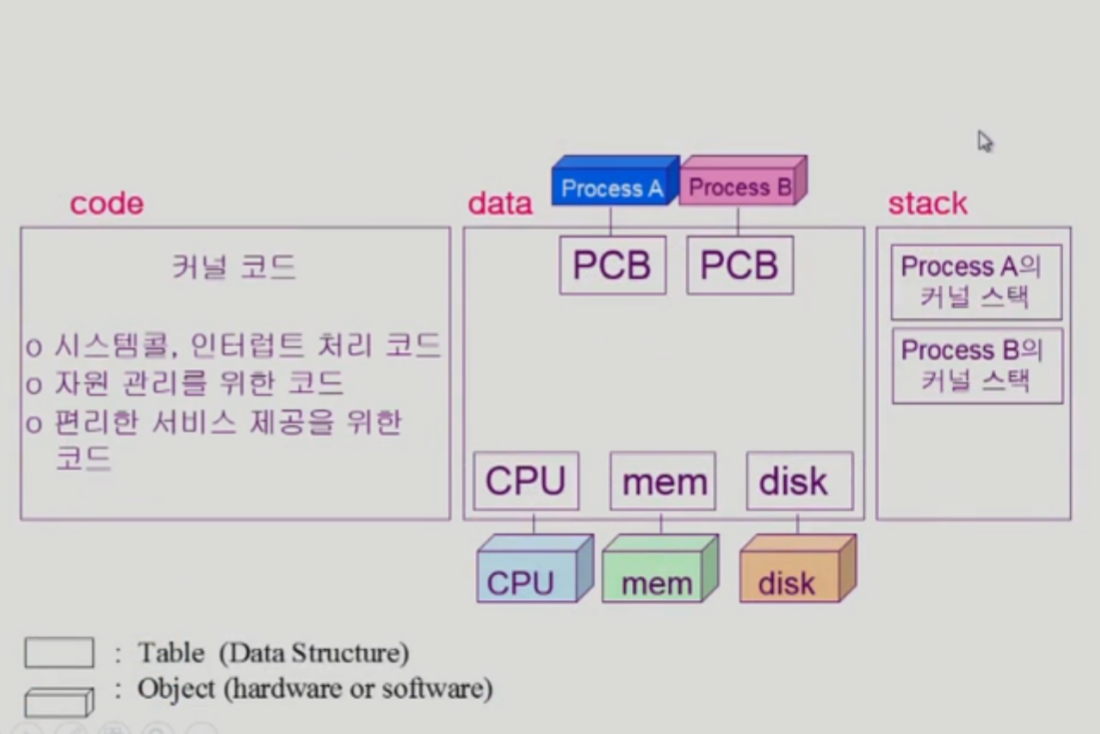 Process A
Process B
code
data
stack
커널 코드
o 시스템콜, 인터럽트 처리 코드
o 자원 관리를 위한 코드
o 편리한 서비스 제공을 위한
코드
PCB
PCB
CPU
mem
disk
CPU
mem
disk
Process A의
커널 스택
Process B의
커널 스택
: Table (Data Structure)
: Object (hardware or software)